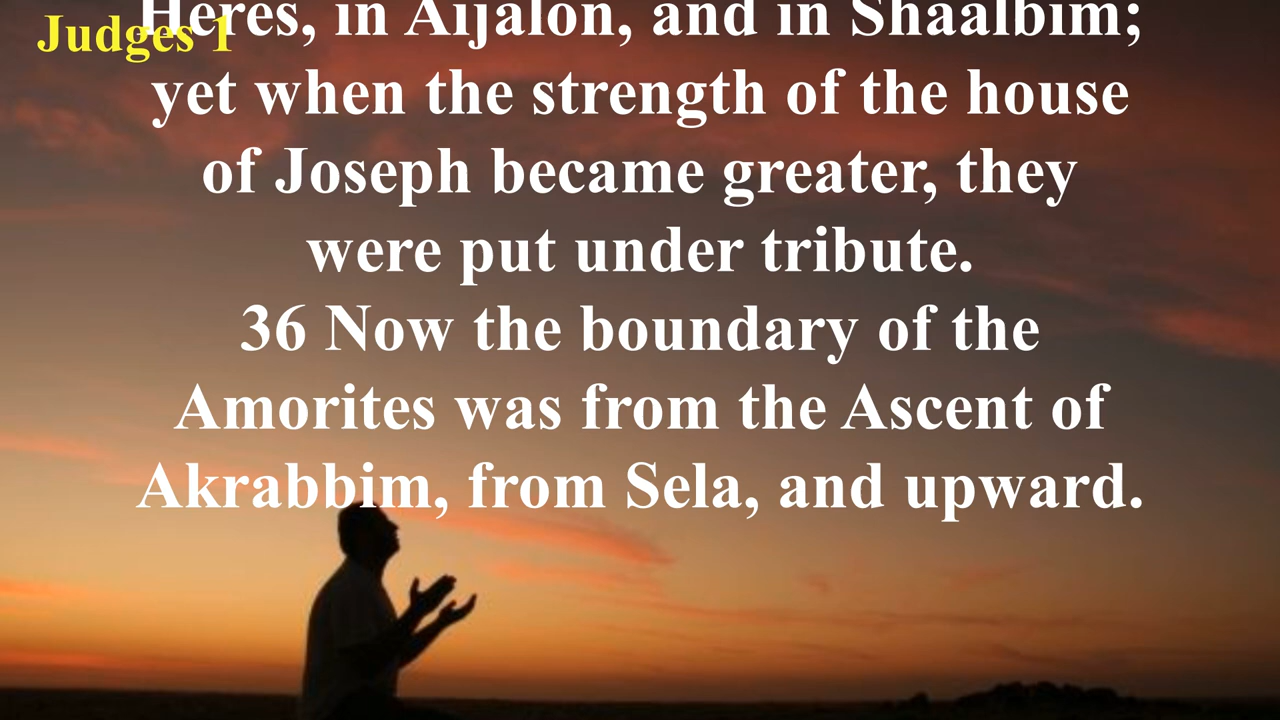 Judges 1
Heres, in Aijalon, and in Shaalbim;
yet when the strength of the house
of Joseph became greater, they
were put under tribute.
36 Now the boundary of the
Amorites was from the Ascent of
Akrabbim, from Sela, and upward.